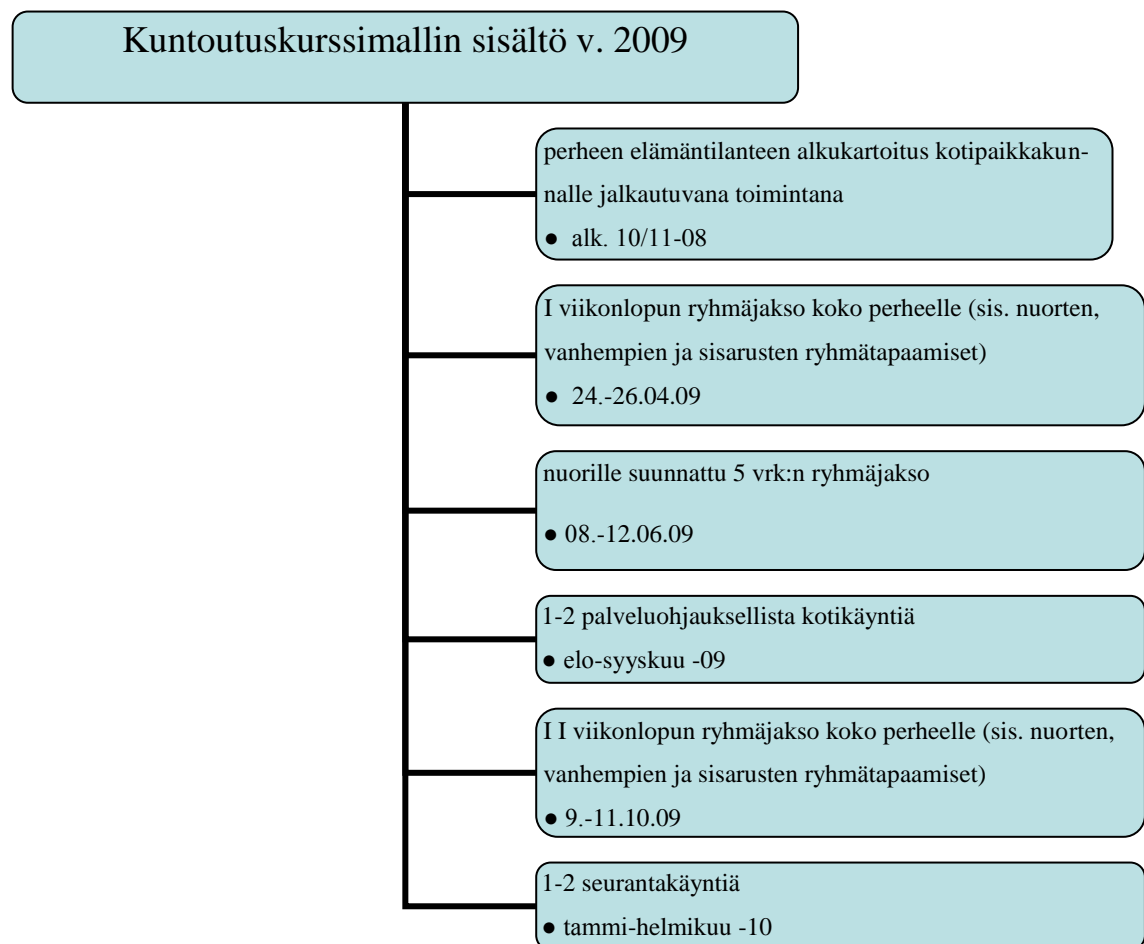 Kuntoutuskurssimallin sisältö v. 2009
perheen elämäntilanteen alkukartoitus kotipaikkakun-
nalle jalkautuvana toimintana
● alk. 10/11-08
I viikonlopun ryhmäjakso koko perheelle (sis. nuorten,
vanhempien ja sisarusten ryhmätapaamiset)
● 24.-26.04.09
nuorille suunnattu 5 vrk:n ryhmäjakso
● 08.-12.06.09
1-2 palveluohjauksellista kotikäyntiä
● elo-syyskuu -09
I I viikonlopun ryhmäjakso koko perheelle (sis. nuorten,
vanhempien ja sisarusten ryhmätapaamiset)
● 9.-11.10.09
1-2 seurantakäyntiä
● tammi-helmikuu -10